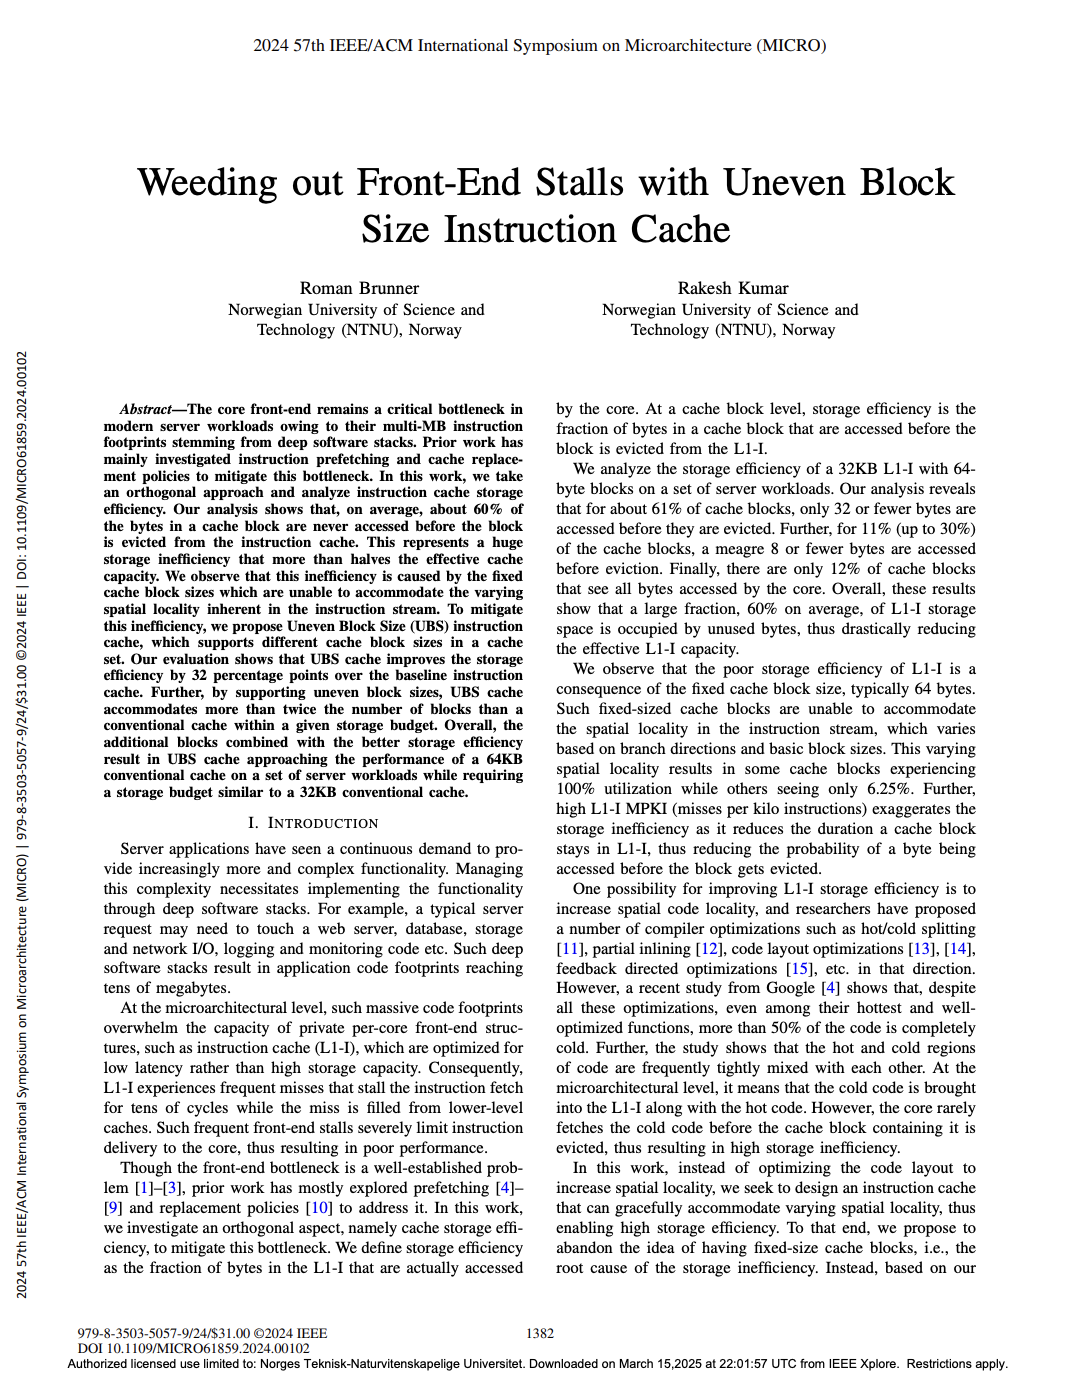 2024 57th IEEE/ACM International Symposium on Microarchitecture (MICRO)
Weeding out Front-End Stalls with Uneven Block
Size Instruction Cache
Roman Brunner
Norwegian University of Science and
Technology (NTNU), Norway
Rakesh Kumar
Norwegian University of Science and
Technology (NTNU), Norway
2024 57th IEEE/ACM International Symposium on Microarchitecture (MICRO) | 979-8-3503-5057-9/24/$31.00 ©2024 IEEE | DOI: 10.1109/MICRO61859.2024.00102
Abstract—The core front-end remains a critical bottleneck in
modern server workloads owing to their multi-MB instruction
footprints stemming from deep software stacks. Prior work has
mainly investigated instruction prefetching and cache replace-
ment policies to mitigate this bottleneck. In this work, we take
an orthogonal approach and analyze instruction cache storage
efficiency. Our analysis shows that, on average, about 60% of
the bytes in a cache block are never accessed before the block
is evicted from the instruction cache. This represents a huge
storage inefficiency that more than halves the effective cache
capacity. We observe that this inefficiency is caused by the fixed
cache block sizes which are unable to accommodate the varying
spatial locality inherent in the instruction stream. To mitigate
this inefficiency, we propose Uneven Block Size (UBS) instruction
cache, which supports different cache block sizes in a cache
set. Our evaluation shows that UBS cache improves the storage
efficiency by 32 percentage points over the baseline instruction
cache. Further, by supporting uneven block sizes, UBS cache
accommodates more than twice the number of blocks than a
conventional cache within a given storage budget. Overall, the
additional blocks combined with the better storage efficiency
result in UBS cache approaching the performance of a 64KB
conventional cache on a set of server workloads while requiring
a storage budget similar to a 32KB conventional cache.
I. INTRODUCTION
Server applications have seen a continuous demand to pro-
vide increasingly more and complex functionality. Managing
this complexity necessitates implementing the functionality
through deep software stacks. For example, a typical server
request may need to touch a web server, database, storage
and network I/O, logging and monitoring code etc. Such deep
software stacks result in application code footprints reaching
tens of megabytes.
At the microarchitectural level, such massive code footprints
overwhelm the capacity of private per-core front-end struc-
tures, such as instruction cache (L1-I), which are optimized for
low latency rather than high storage capacity. Consequently,
L1-I experiences frequent misses that stall the instruction fetch
for tens of cycles while the miss is filled from lower-level
caches. Such frequent front-end stalls severely limit instruction
delivery to the core, thus resulting in poor performance.
Though the front-end bottleneck is a well-established prob-
lem [1]–[3], prior work has mostly explored prefetching [4]–
[9] and replacement policies [10] to address it. In this work,
we investigate an orthogonal aspect, namely cache storage effi-
ciency, to mitigate this bottleneck. We define storage efficiency
as the fraction of bytes in the L1-I that are actually accessed
by the core. At a cache block level, storage efficiency is the
fraction of bytes in a cache block that are accessed before the
block is evicted from the L1-I.
We analyze the storage efficiency of a 32KB L1-I with 64-
byte blocks on a set of server workloads. Our analysis reveals
that for about 61% of cache blocks, only 32 or fewer bytes are
accessed before they are evicted. Further, for 11% (up to 30%)
of the cache blocks, a meagre 8 or fewer bytes are accessed
before eviction. Finally, there are only 12% of cache blocks
that see all bytes accessed by the core. Overall, these results
show that a large fraction, 60% on average, of L1-I storage
space is occupied by unused bytes, thus drastically reducing
the effective L1-I capacity.
We observe that the poor storage efficiency of L1-I is a
consequence of the fixed cache block size, typically 64 bytes.
Such fixed-sized cache blocks are unable to accommodate
the spatial locality in the instruction stream, which varies
based on branch directions and basic block sizes. This varying
spatial locality results in some cache blocks experiencing
100% utilization while others seeing only 6.25%. Further,
high L1-I MPKI (misses per kilo instructions) exaggerates the
storage inefficiency as it reduces the duration a cache block
stays in L1-I, thus reducing the probability of a byte being
accessed before the block gets evicted.
One possibility for improving L1-I storage efficiency is to
increase spatial code locality, and researchers have proposed
a number of compiler optimizations such as hot/cold splitting
[11], partial inlining [12], code layout optimizations [13], [14],
feedback directed optimizations [15], etc. in that direction.
However, a recent study from Google [4] shows that, despite
all these optimizations, even among their hottest and well-
optimized functions, more than 50% of the code is completely
cold. Further, the study shows that the hot and cold regions
of code are frequently tightly mixed with each other. At the
microarchitectural level, it means that the cold code is brought
into the L1-I along with the hot code. However, the core rarely
fetches the cold code before the cache block containing it is
evicted, thus resulting in high storage inefficiency.
In this work, instead of optimizing the code layout to
increase spatial locality, we seek to design an instruction cache
that can gracefully accommodate varying spatial locality, thus
enabling high storage efficiency. To that end, we propose to
abandon the idea of having fixed-size cache blocks, i.e., the
root cause of the storage inefficiency. Instead, based on our
979-8-3503-5057-9/24/$31.00 ©2024 IEEE
DOI 10.1109/MICRO61859.2024.00102
1382
Authorized licensed use limited to: Norges Teknisk-Naturvitenskapelige Universitet. Downloaded on March 15,2025 at 22:01:57 UTC from IEEE Xplore. Restrictions apply.